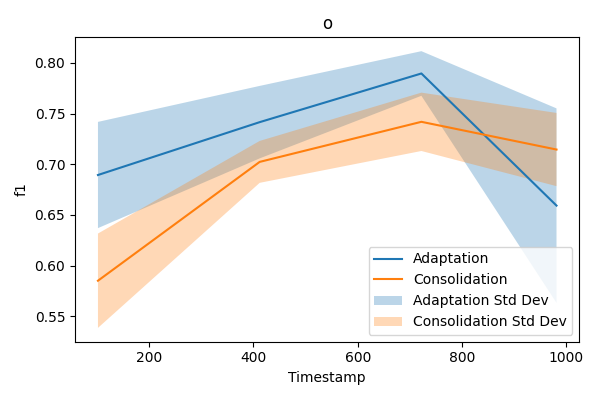 o
f1
0.80
0.75
0.70
0.65
0.60
0.55
200
400
600
800
1000
Timestamp
Adaptation
Consolidation
Adaptation Std Dev
Consolidation Std Dev